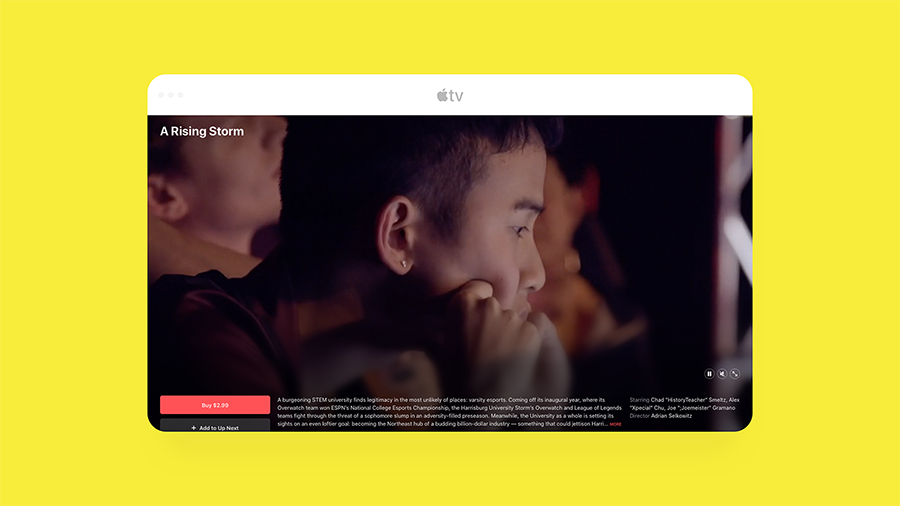 tv
A Rising Storm
Buy $2.99
+ Add to Up Next
A burgeoning STEM university finds legitimacy in the most unlikely of places: varsity esports. Coming off its inaugural year, where its
Overwatch team won ESPN's National College Esports Championship, the Harrisburg University Storm's Overwatch and League of Legends
teams fight through the threat of a sophomore slump in an adversity-filled preseason. Meanwhile, the University as a whole is setting its
sights on an even loftier goal: becoming the Northeast hub of a budding billion-dollar industry — something that could jettison Harri... MORE
Starring Chad "HistoryTeacher" Smeltz, Alex
"Xpecial" Chu, Joe ";Joemeister" Gramano
Director Adrian Selkowitz